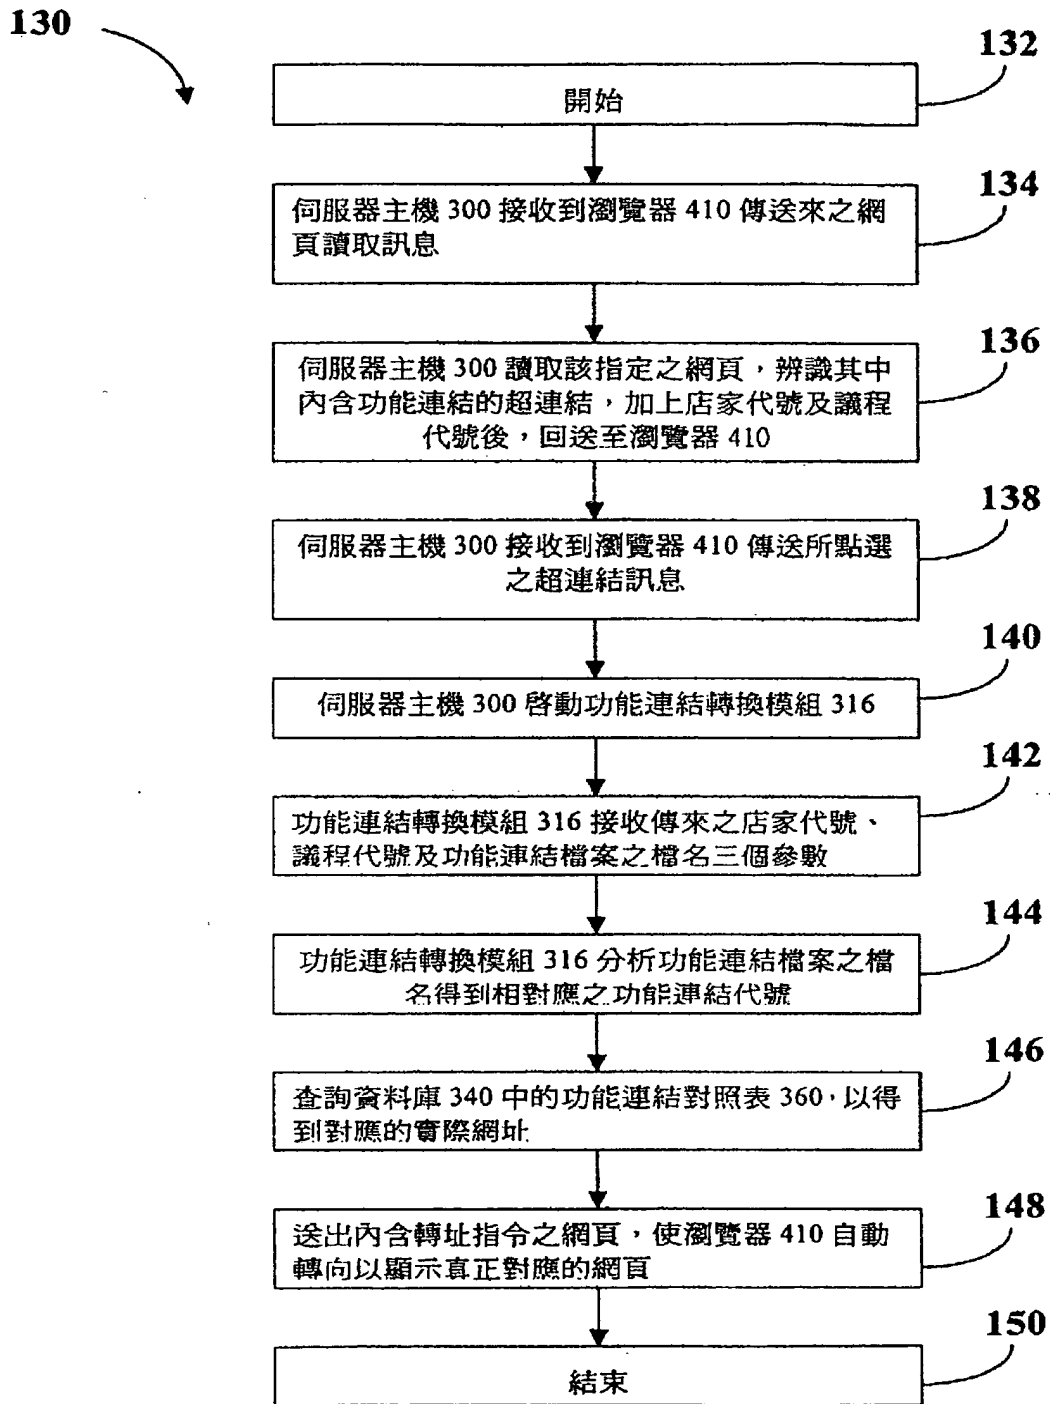 130
132
開始
134
伺服器主機 300 接收到瀏覽器 410 傳送來之網
頁讀取訊息
136
伺服器主機 300 讀取該指定之網頁，辨識其中
內含功能連結的超連結，加上店家代號及議程
代號後，回送至瀏覽器 410
138
伺服器主機 300 接收到瀏覽器 410 傳送所點選
之超連結訊息
140
伺服器主機 300 啓動功能連結轉換模組 316
142
功能連結轉換模組 316 接收傳來之店家代號、
議程代號及功能連結檔案之檔名三個參數
144
功能連結轉換模組 316 分析功能連結檔案之檔
名得到相對應之功能連結代號
146
查詢資料庫 340 中的功能連結對照表 360，以得
到對應的實際網址
148
送出內含轉址指令之網頁，使瀏覽器 410 自動
轉向以顯示真正對應的網頁
150
結束